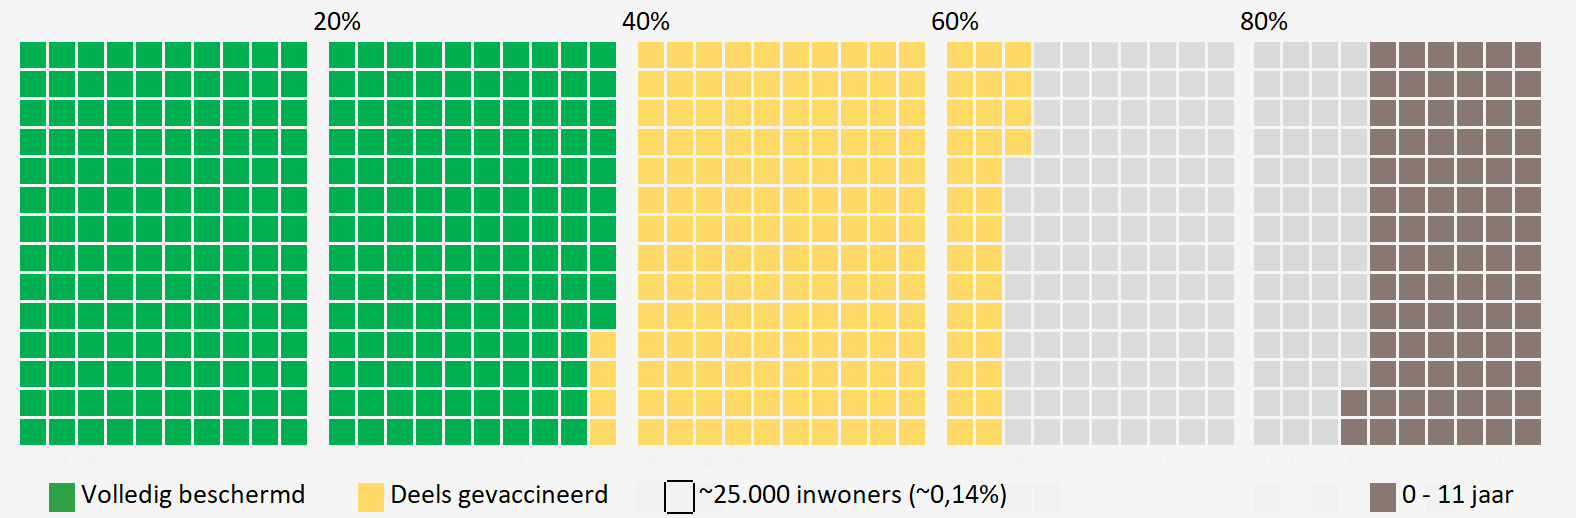 20% 40% 60% 80%
Volledig beschermd Deels gevaccineerd ~25.000 inwoners (~0,14%) 0 - 11 jaar